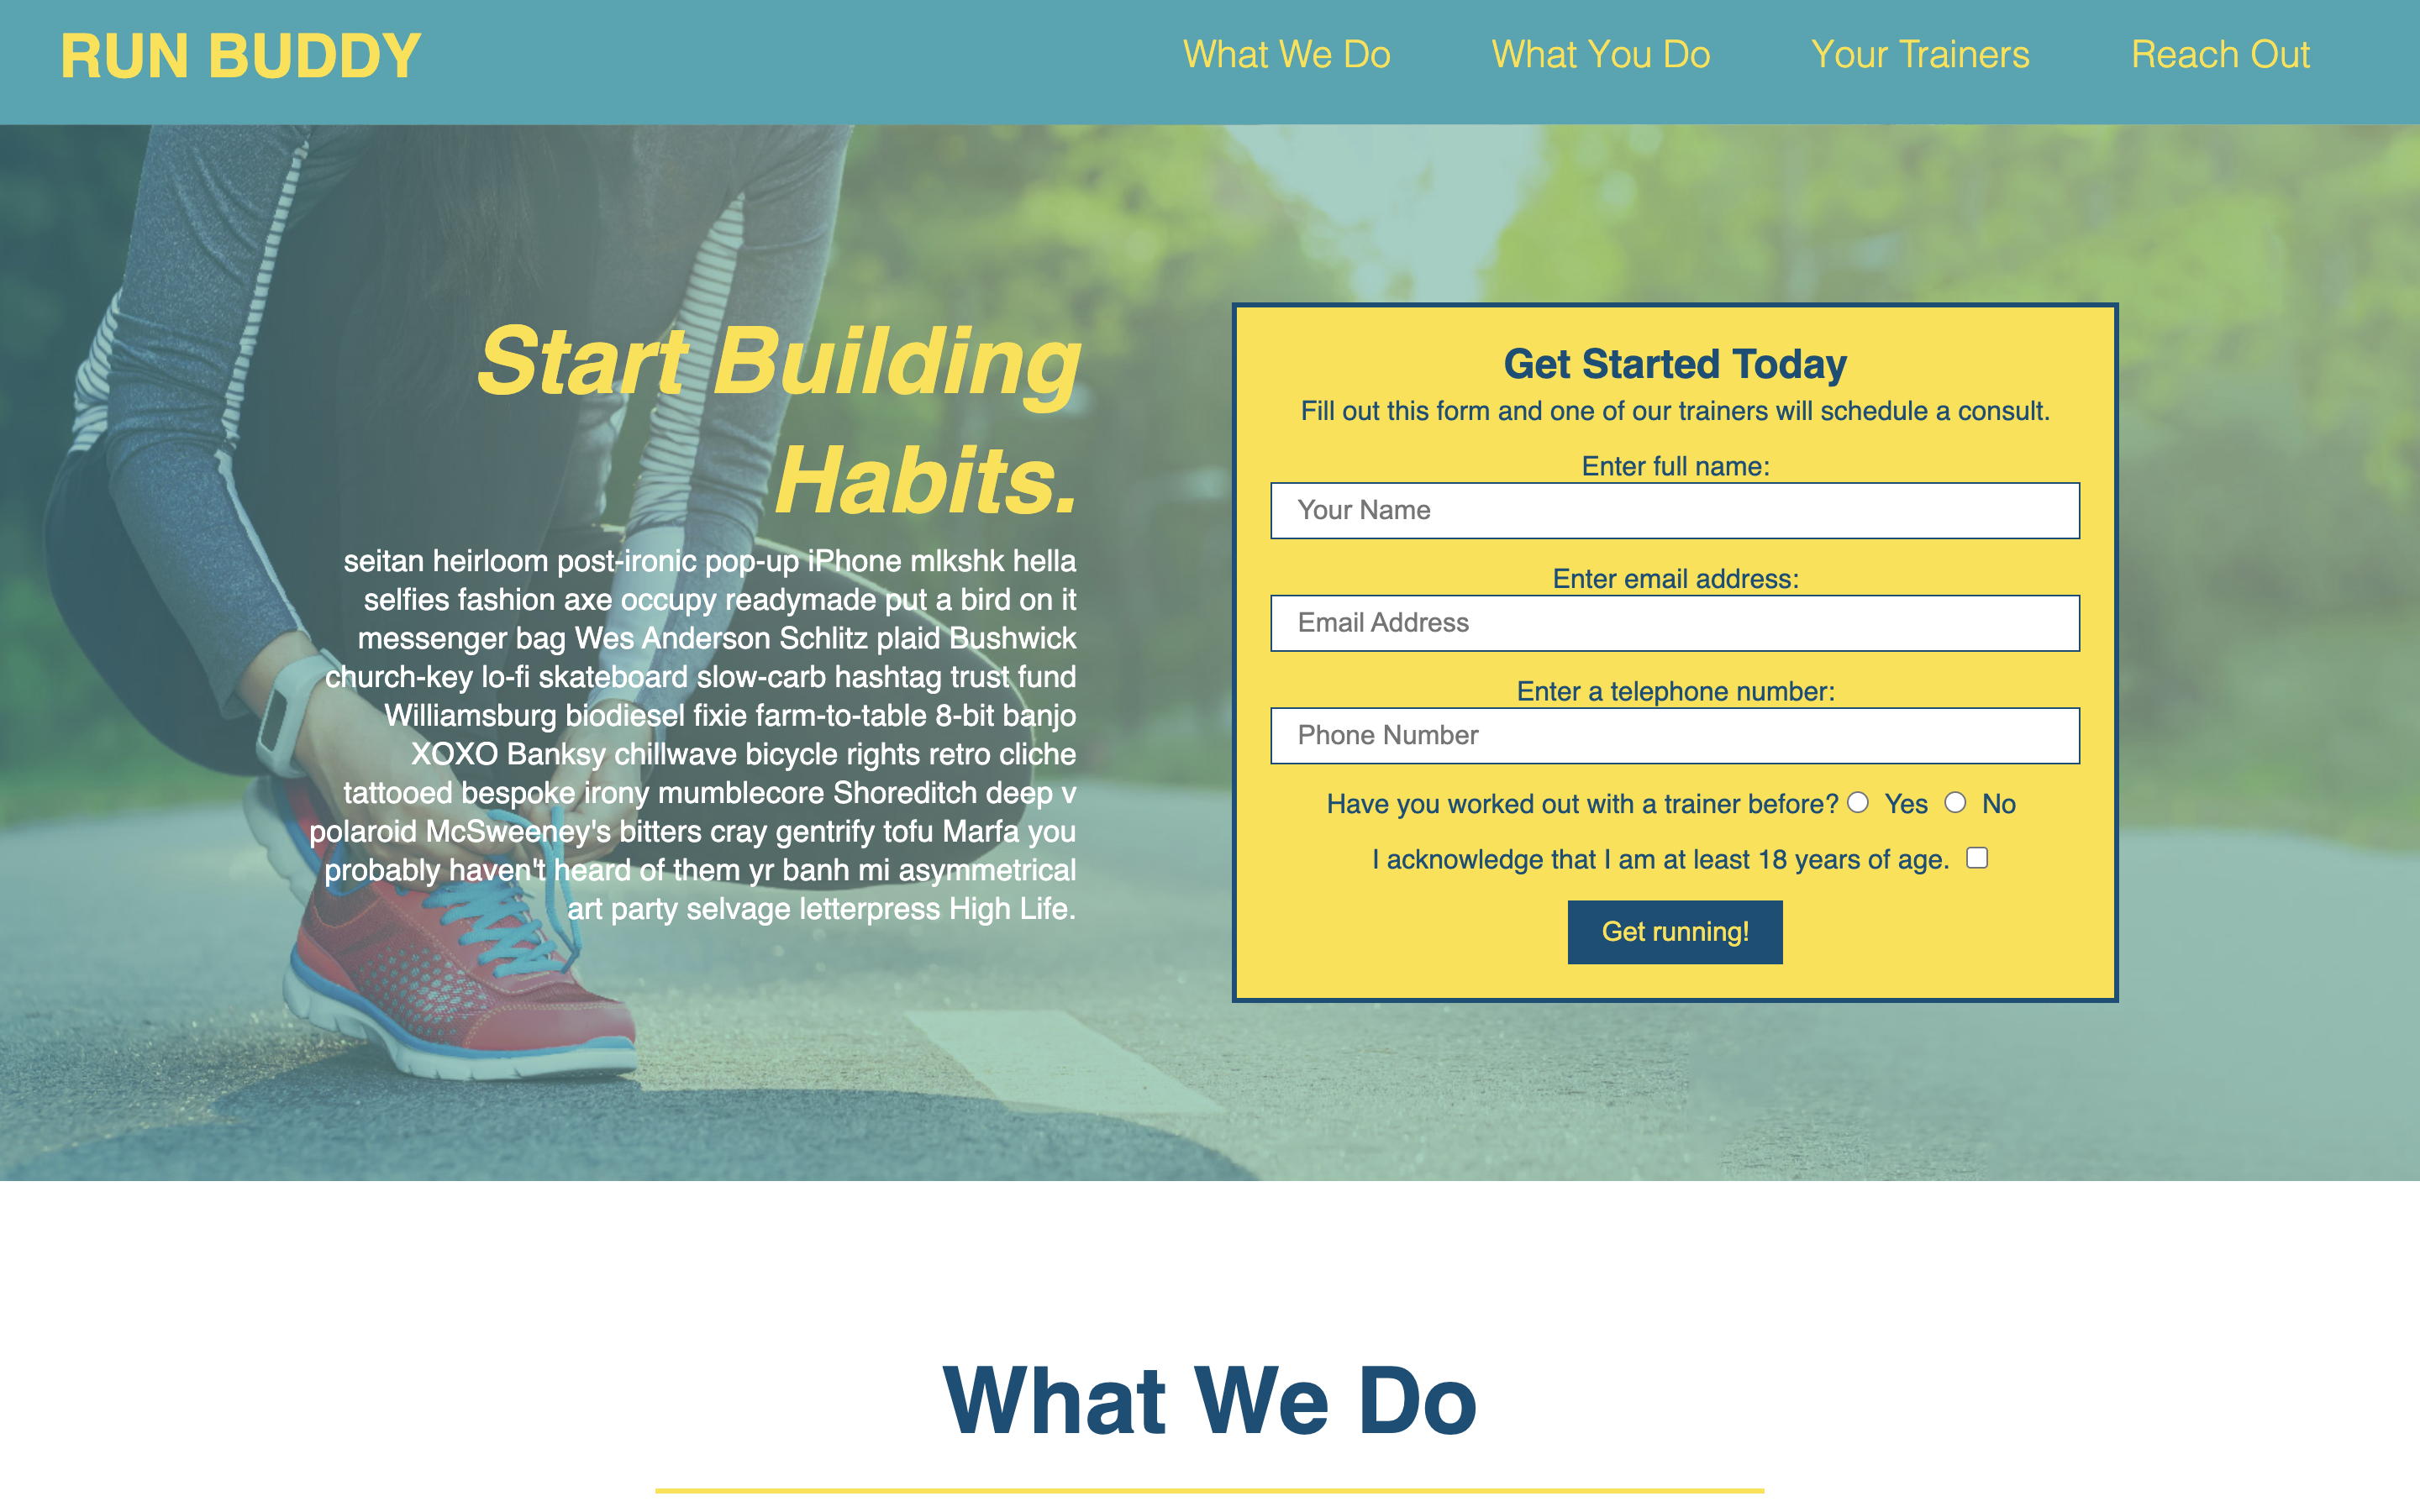 RUN BUDDY
What We Do
What You Do
Your Trainers
Reach Out
Start Building
Habits.
seitan heirloom post-ironic pop-up iPhone mlkshk hella
selfies fashion axe occupy readymade put a bird on it
messenger bag Wes Anderson Schlitz plaid Bushwick
church-key lo-fi skateboard slow-carb hashtag trust fund
Williamsburg biodiesel fixie farm-to-table 8-bit banjo
XOXO Banksy chillwave bicycle rights retro cliche
tattooed bespoke irony mumblecore Shoreditch deep v
polaroid McSweeney's bitters cray gentrify tofu Marfa you
probably haven't heard of them yr banh mi asymmetrical
art party selvage letterpress High Life.
Get Started Today
Fill out this form and one of our trainers will schedule a consult.
Enter full name:
Your Name
Enter email address:
Email Address
Enter a telephone number:
Phone Number
Have you worked out with a trainer before? Yes No
I acknowledge that I am at least 18 years of age.
Get running!
What We Do